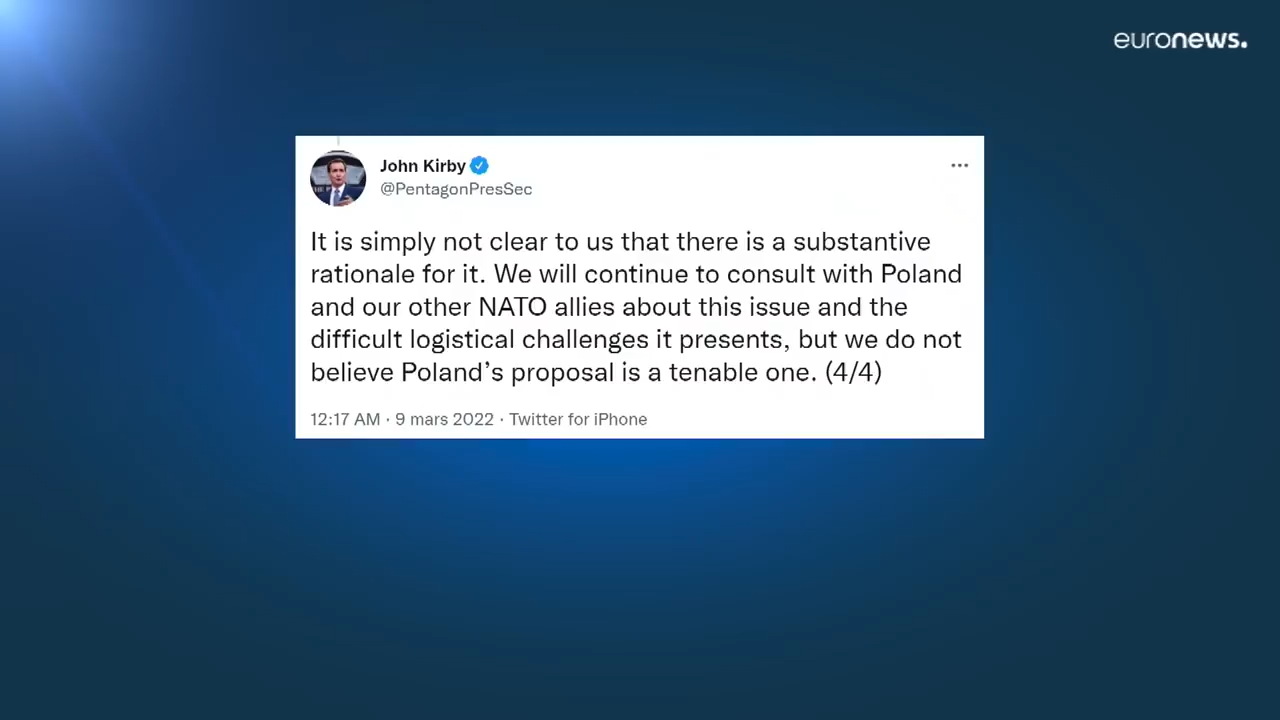 euronews.
John Kirby
@PentagonPresSec
It is simply not clear to us that there is a substantive
rationale for it. We will continue to consult with Poland
and our other NATO allies about this issue and the
difficult logistical challenges it presents, but we do not
believe Poland’s proposal is a tenable one. (4/4)
12:17 AM · 9 mars 2022 · Twitter for iPhone